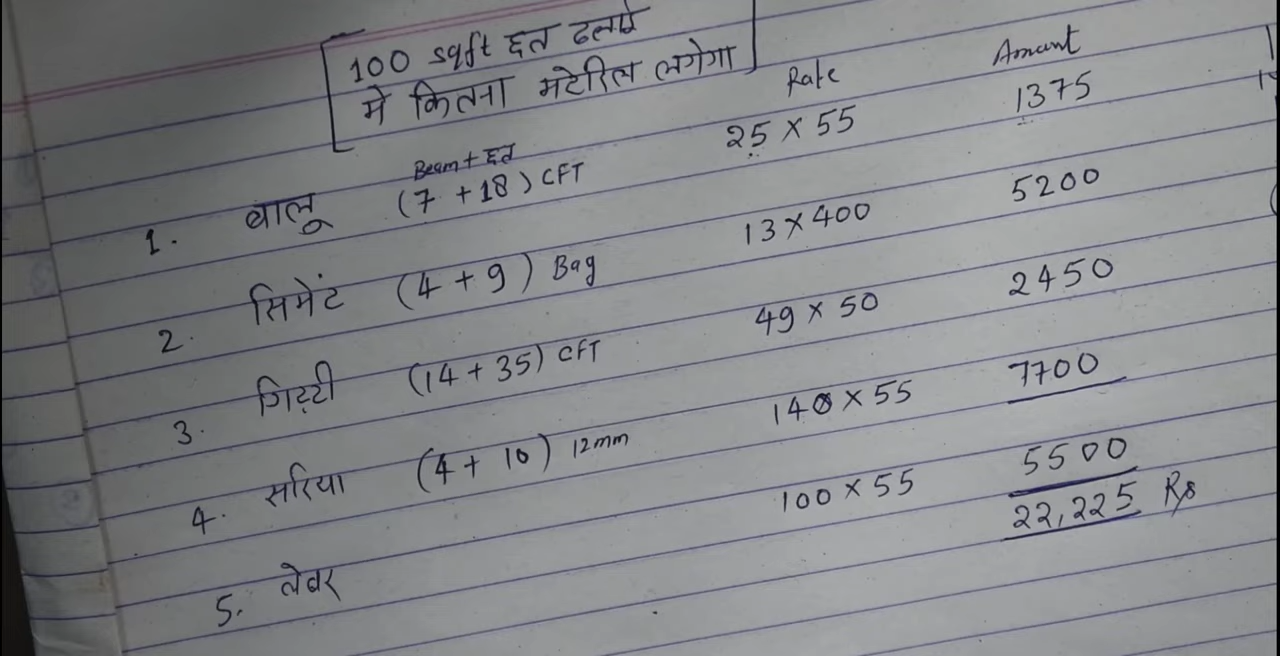 100 sqft छत ढलाई
मे कितना मटेरिल लगेगा
Rate Amount
Beam + छत
1. बालू (7 + 18) CFT 25 × 55 1375
2. सिमेंट (4 + 9) Bag 13 × 400 5200
3. गिट्टी (14 + 35) CFT 49 × 50 2450
4. सरिया (4 + 10) 12mm 140 × 55 7700
5. लेबर 100 × 55 5500
22,225 Rs